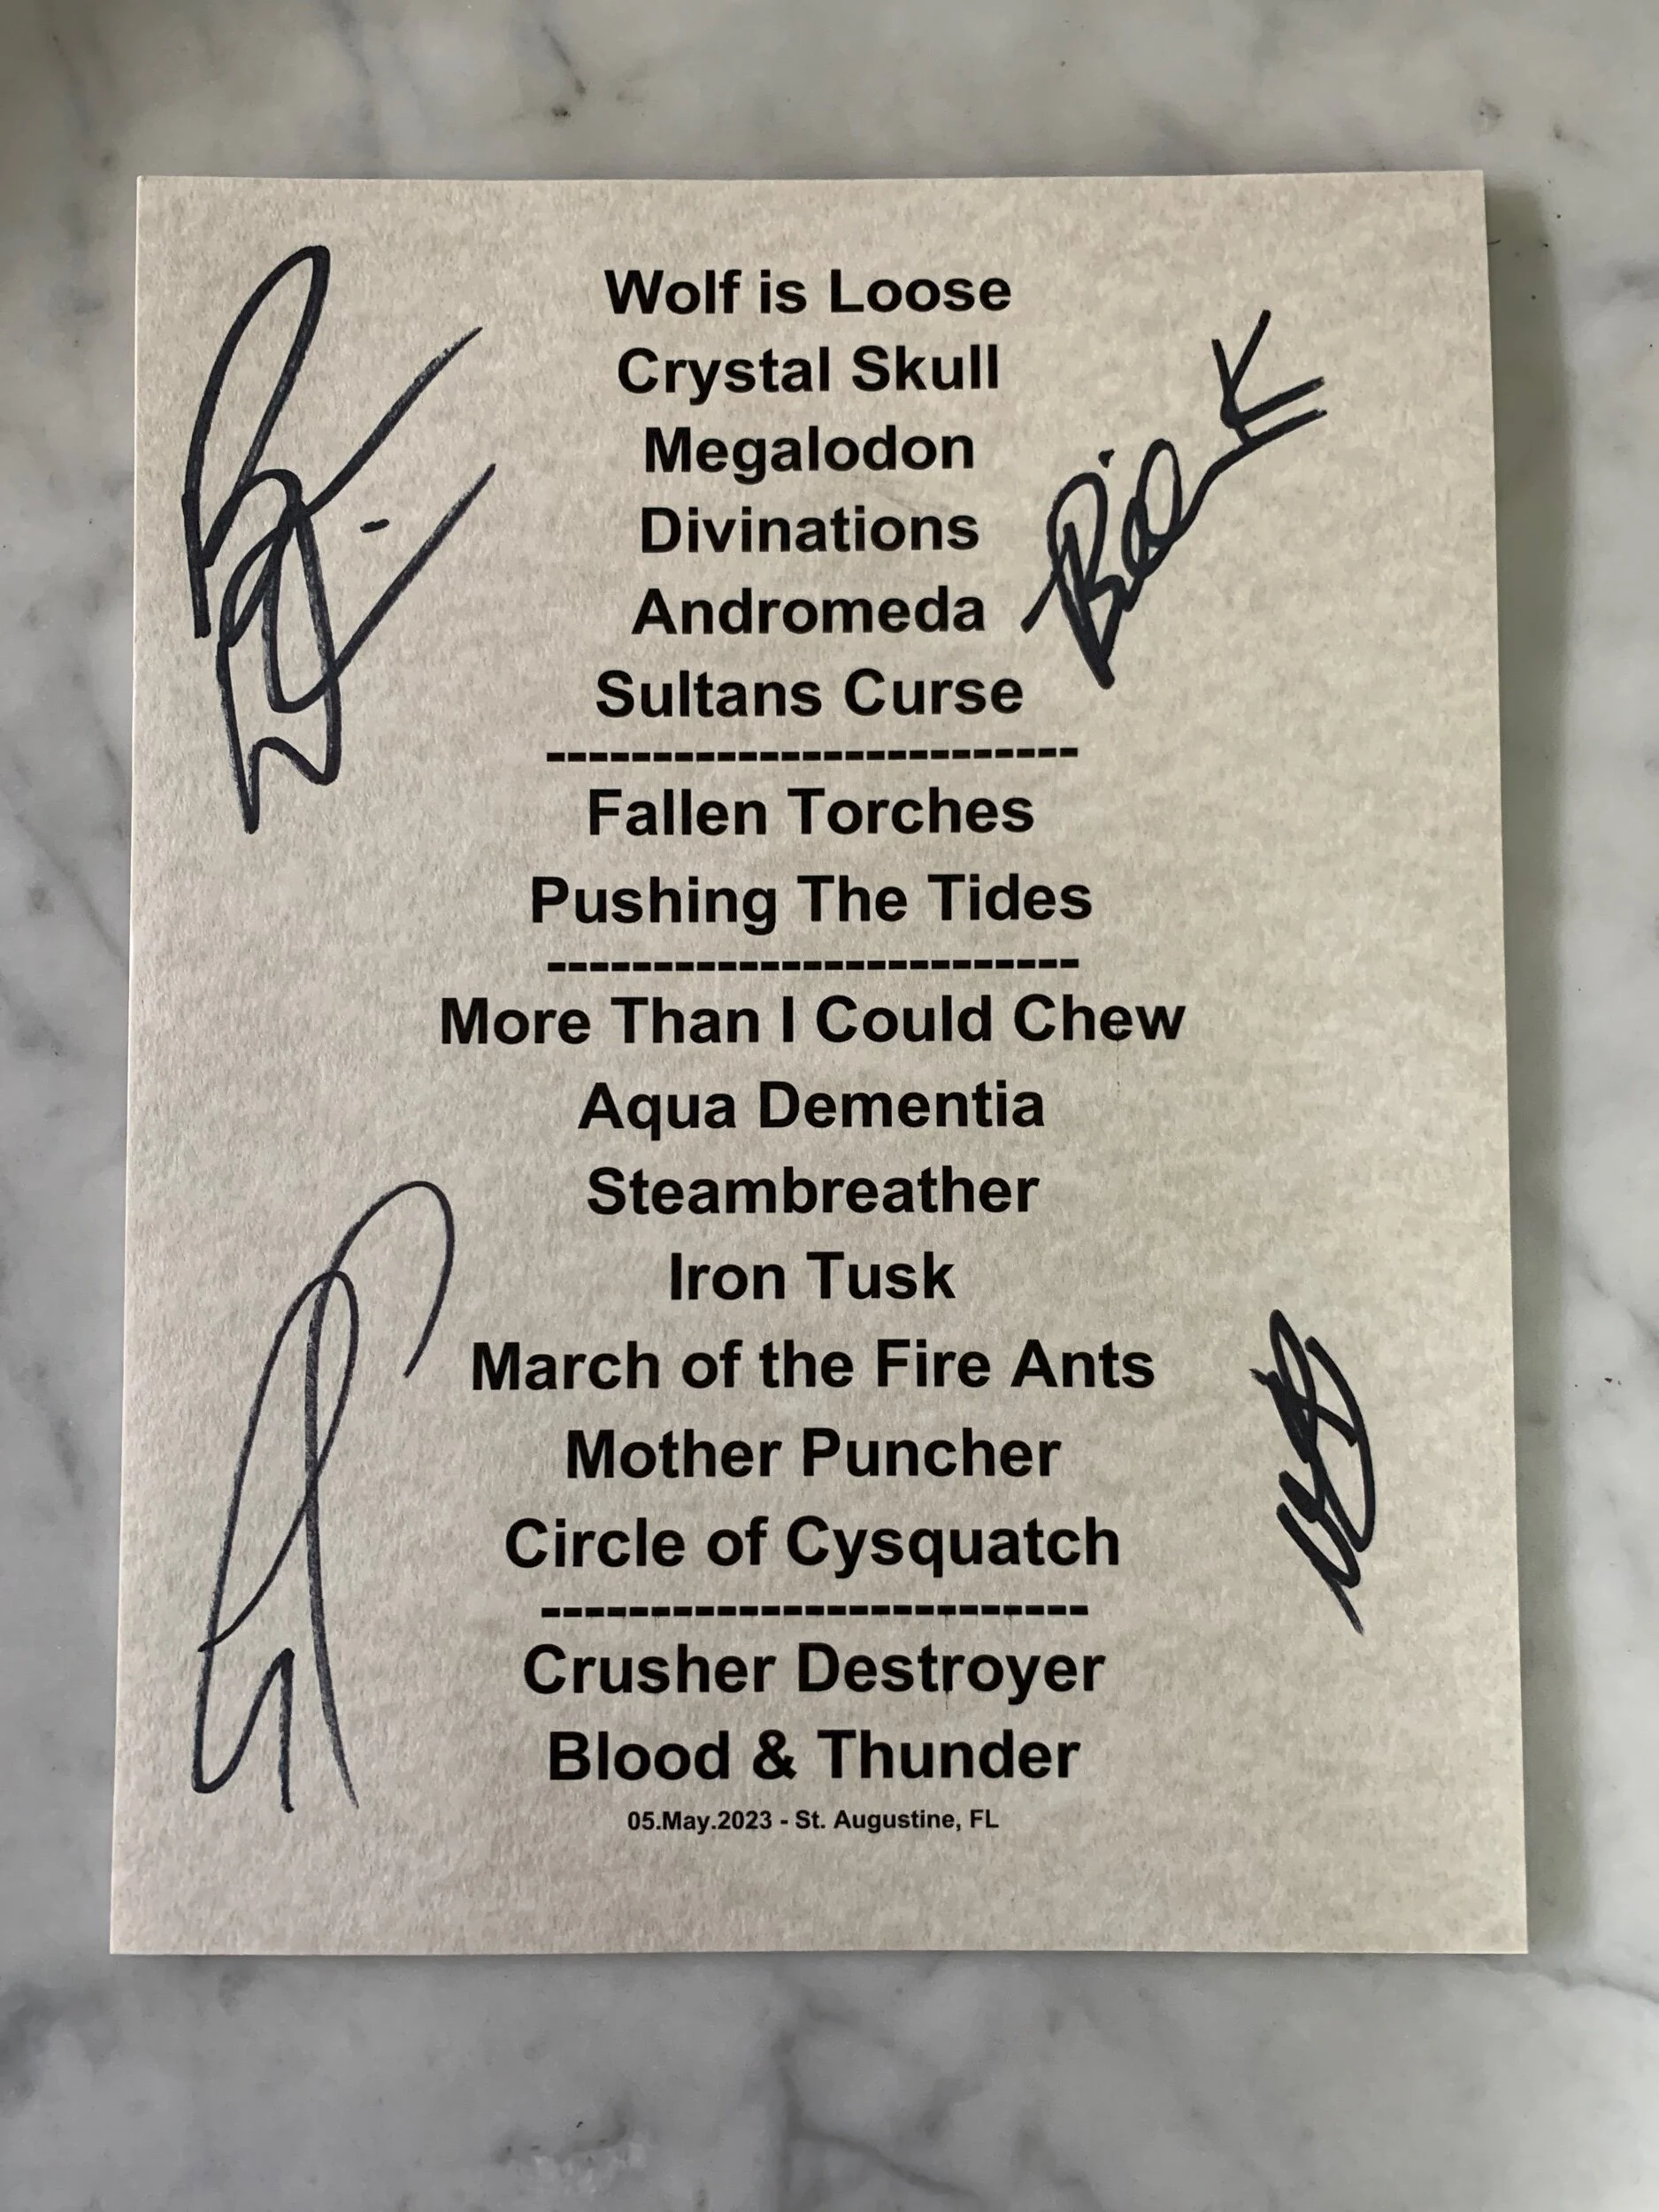 Wolf is Loose
Crystal Skull
Megalodon
Divinations
Andromeda
Sultans Curse
-------------------------
Fallen Torches
Pushing The Tides
-------------------------
More Than I Could Chew
Aqua Dementia
Steambreather
Iron Tusk
March of the Fire Ants
Mother Puncher
Circle of Cysquatch
-------------------------
Crusher Destroyer
Blood & Thunder
05.May.2023 - St. Augustine, FL